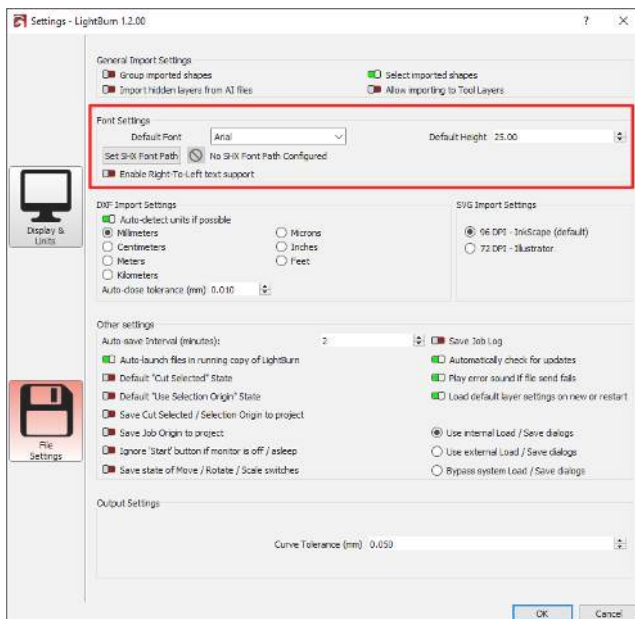 Settings - LightBurn 1.2.00
?
General Import Settings
Group imported shapes
Select imported shapes
Import hidden layers from AI files
Allow importing to Tool Layers
Font Settings
Default Font Arial
Default Height 25.00
Set SHX Font Path No SHX Font Path Configured
Enable Right-To-Left text support
Display & Units
DXF Import Settings
Auto-detect units if possible
Millimeters
Microns
Centimeters
Inches
Meters
Feet
Kilometers
Auto-close tolerance (mm) 0.010
SVG Import Settings
96 DPI - InkScape (default)
72 DPI - Illustrator
File Settings
Other settings
Auto-save Interval (minutes): 2
Save Job Log
Auto-launch files in running copy of LightBurn
Automatically check for updates
Default "Cut Selected" State
Play error sound if file send fails
Default "Use Selection Origin" State
Load default layer settings on new or restart
Save Cut Selected / Selection Origin to project
Save Job Origin to project
Use internal Load / Save dialogs
Ignore 'Start' button if monitor is off / asleep
Use external Load / Save dialogs
Save state of Move / Rotate / Scale switches
Bypass system Load / Save dialogs
Output Settings
Curve Tolerance (mm) 0.050
OK
Cancel